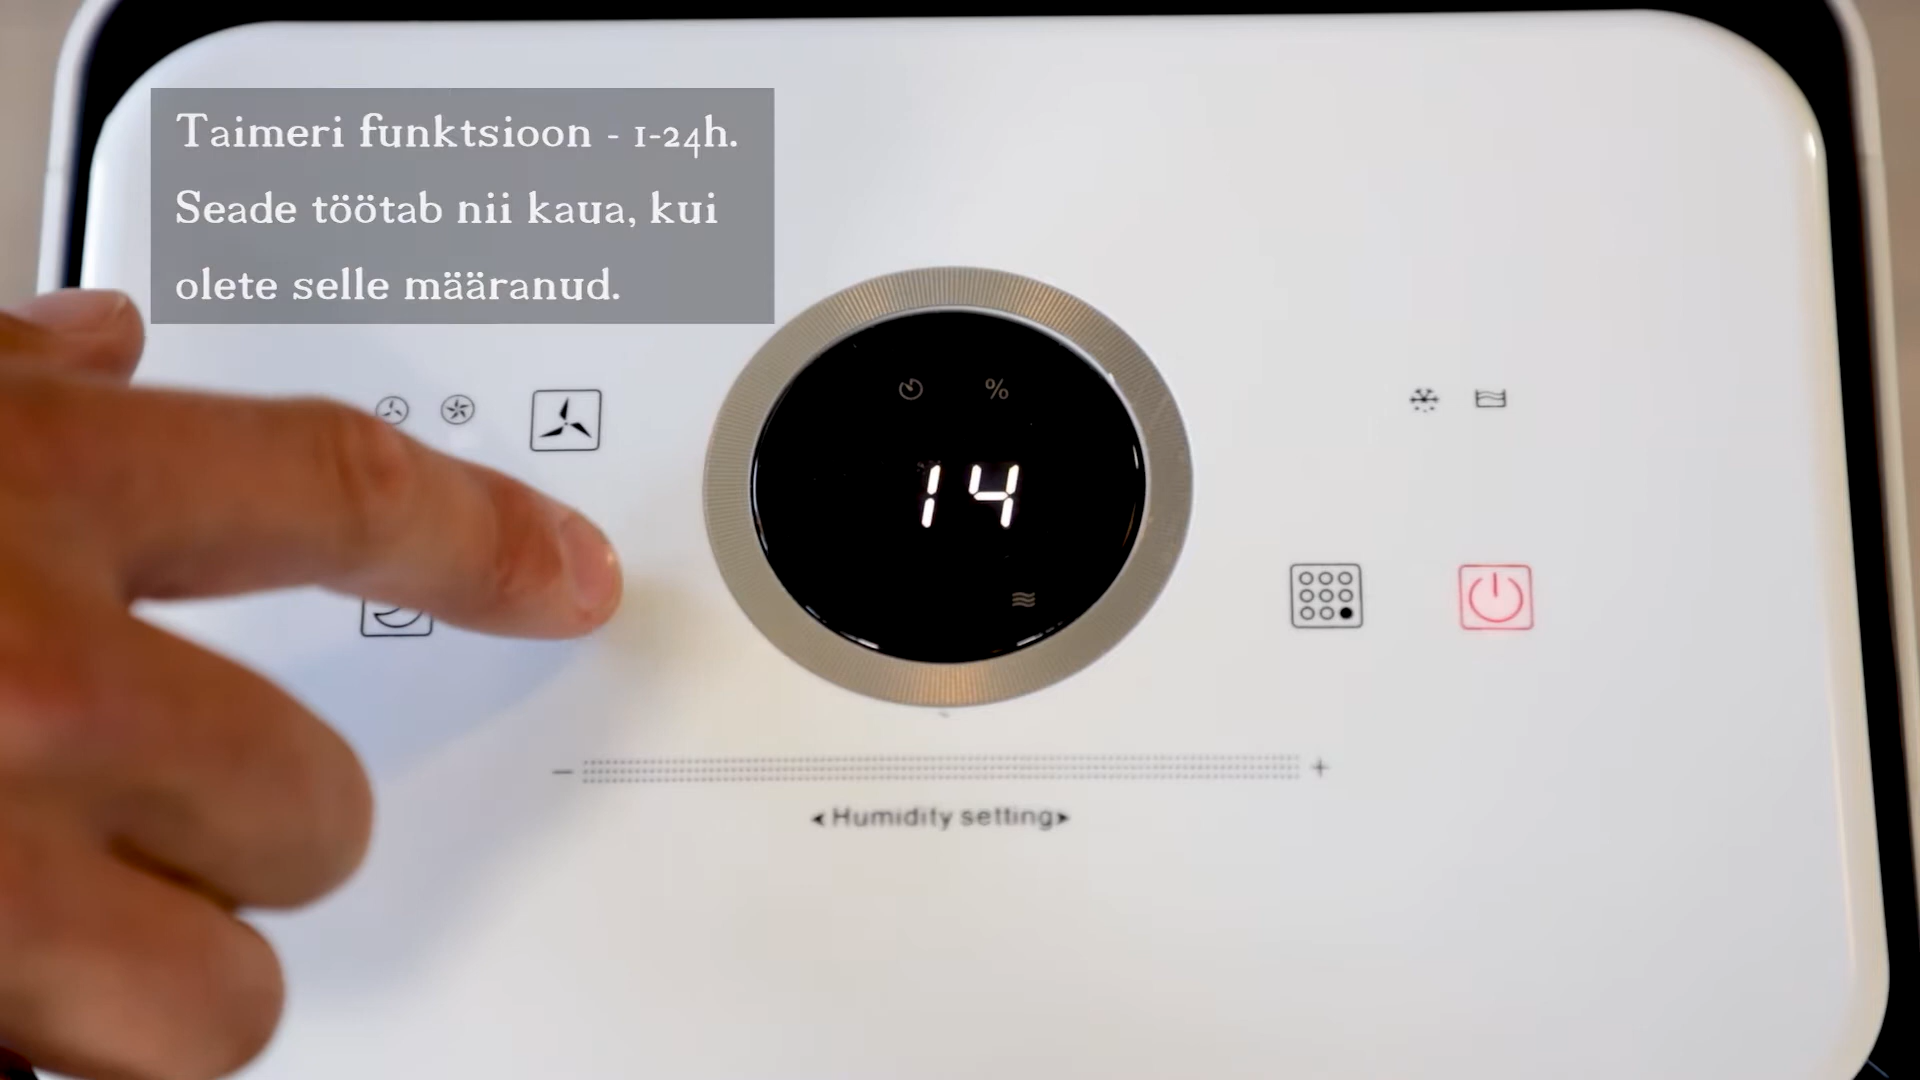 Taimeri funktsioon - 1-24h.
Seade töötab nii kaua, kui
olete selle määranud.
%
14
- +
◂Humidity setting▸